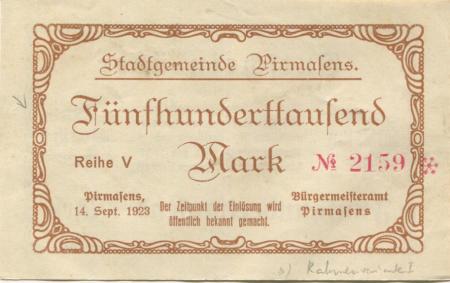 Stadtgemeinde Pirmasens.
Fünfhunderttausend
Reihe V Mark № 2159
Pirmasens,
14. Sept. 1923
Der Zeitpunkt der Einlösung wird
öffentlich bekannt gemacht.
Bürgermeisteramt
Pirmasens
a) Rahmenvariante I